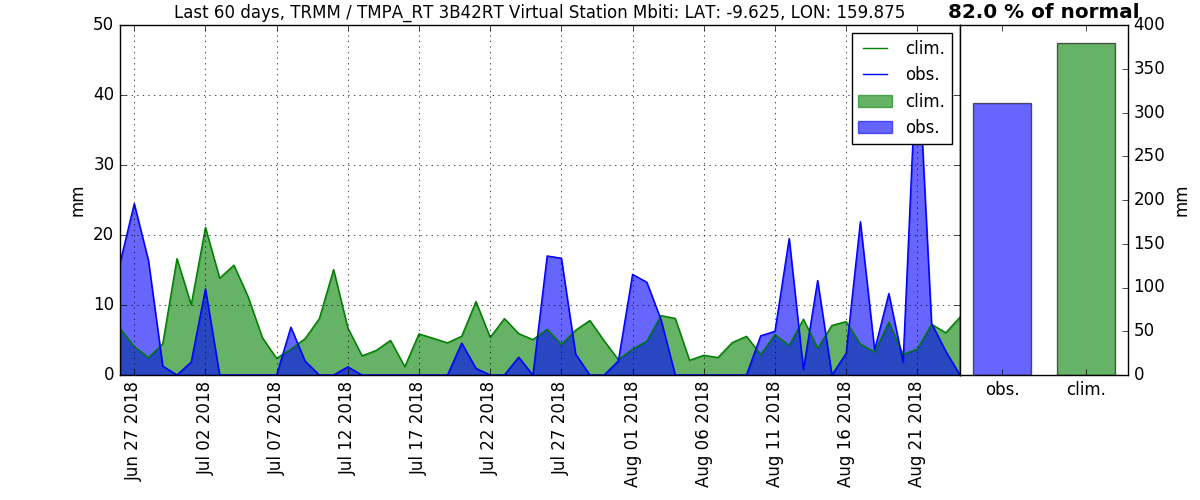 Last 60 days, TRMM / TMPA_RT 3B42RT Virtual Station Mbiti: LAT: -9.625, LON: 159.875
82.0 % of normal
mm
50
40
30
20
10
0
clim.
obs.
clim.
obs.
Jun 27 2018
Jul 02 2018
Jul 07 2018
Jul 12 2018
Jul 17 2018
Jul 22 2018
Jul 27 2018
Aug 01 2018
Aug 06 2018
Aug 11 2018
Aug 16 2018
Aug 21 2018
400
350
300
250
200
150
100
50
0
mm
obs.
clim.